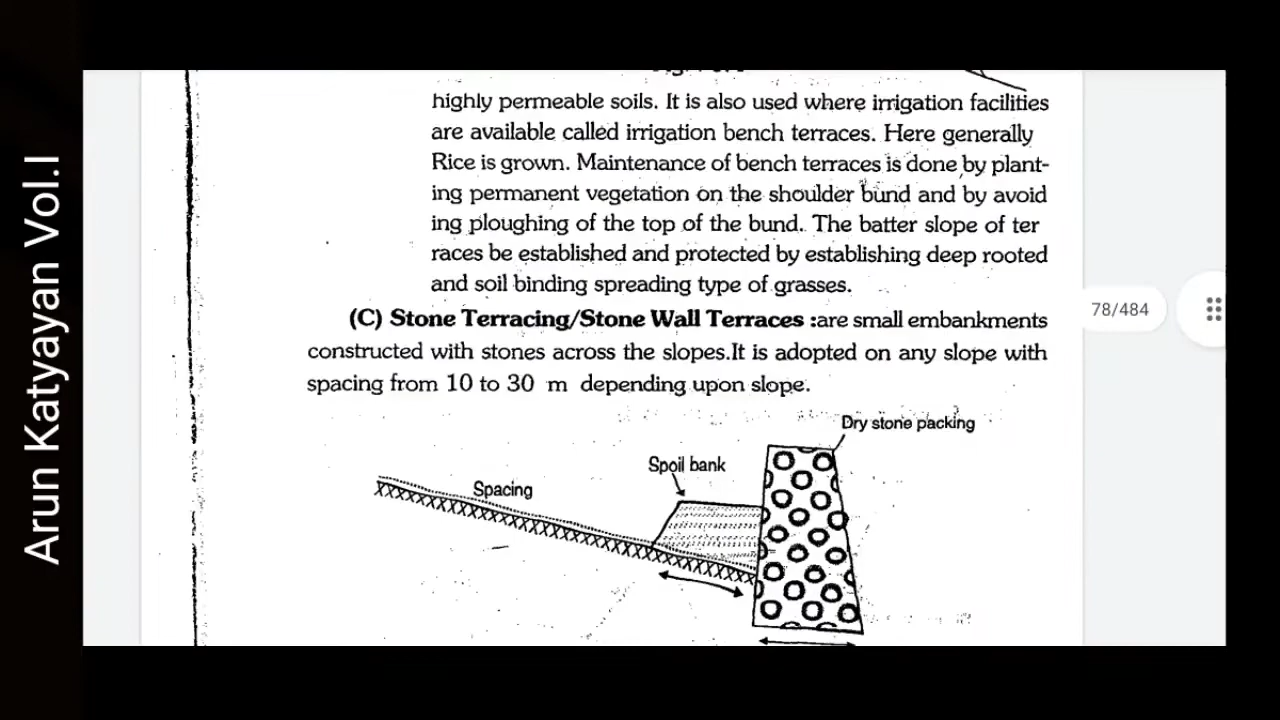 Arun Katyayan Vol.I
highly permeable soils. It is also used where irrigation facilities
are available called irrigation bench terraces. Here generally
Rice is grown. Maintenance of bench terraces is done by plant-
ing permanent vegetation on the shoulder bund and by avoid
ing ploughing of the top of the bund. The batter slope of ter
races be established and protected by establishing deep rooted
and soil binding spreading type of grasses.
(C) Stone Terracing/Stone Wall Terraces :are small embankments
constructed with stones across the slopes.It is adopted on any slope with
spacing from 10 to 30 m depending upon slope.
78/484
Dry stone packing
Spoil bank
Spacing